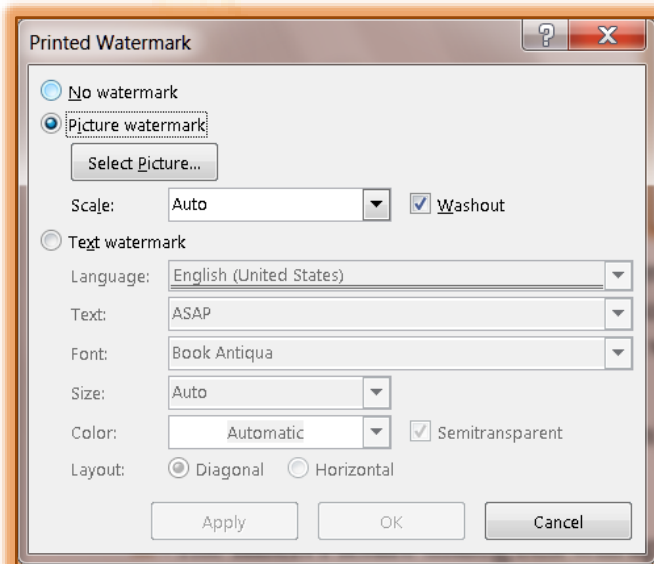 Printed Watermark
No watermark
Picture watermark
Select Picture...
Scale: Auto Washout
Text watermark
Language: English (United States)
Text: ASAP
Font: Book Antiqua
Size: Auto
Color: Automatic Semitransparent
Layout: Diagonal Horizontal
Apply OK Cancel